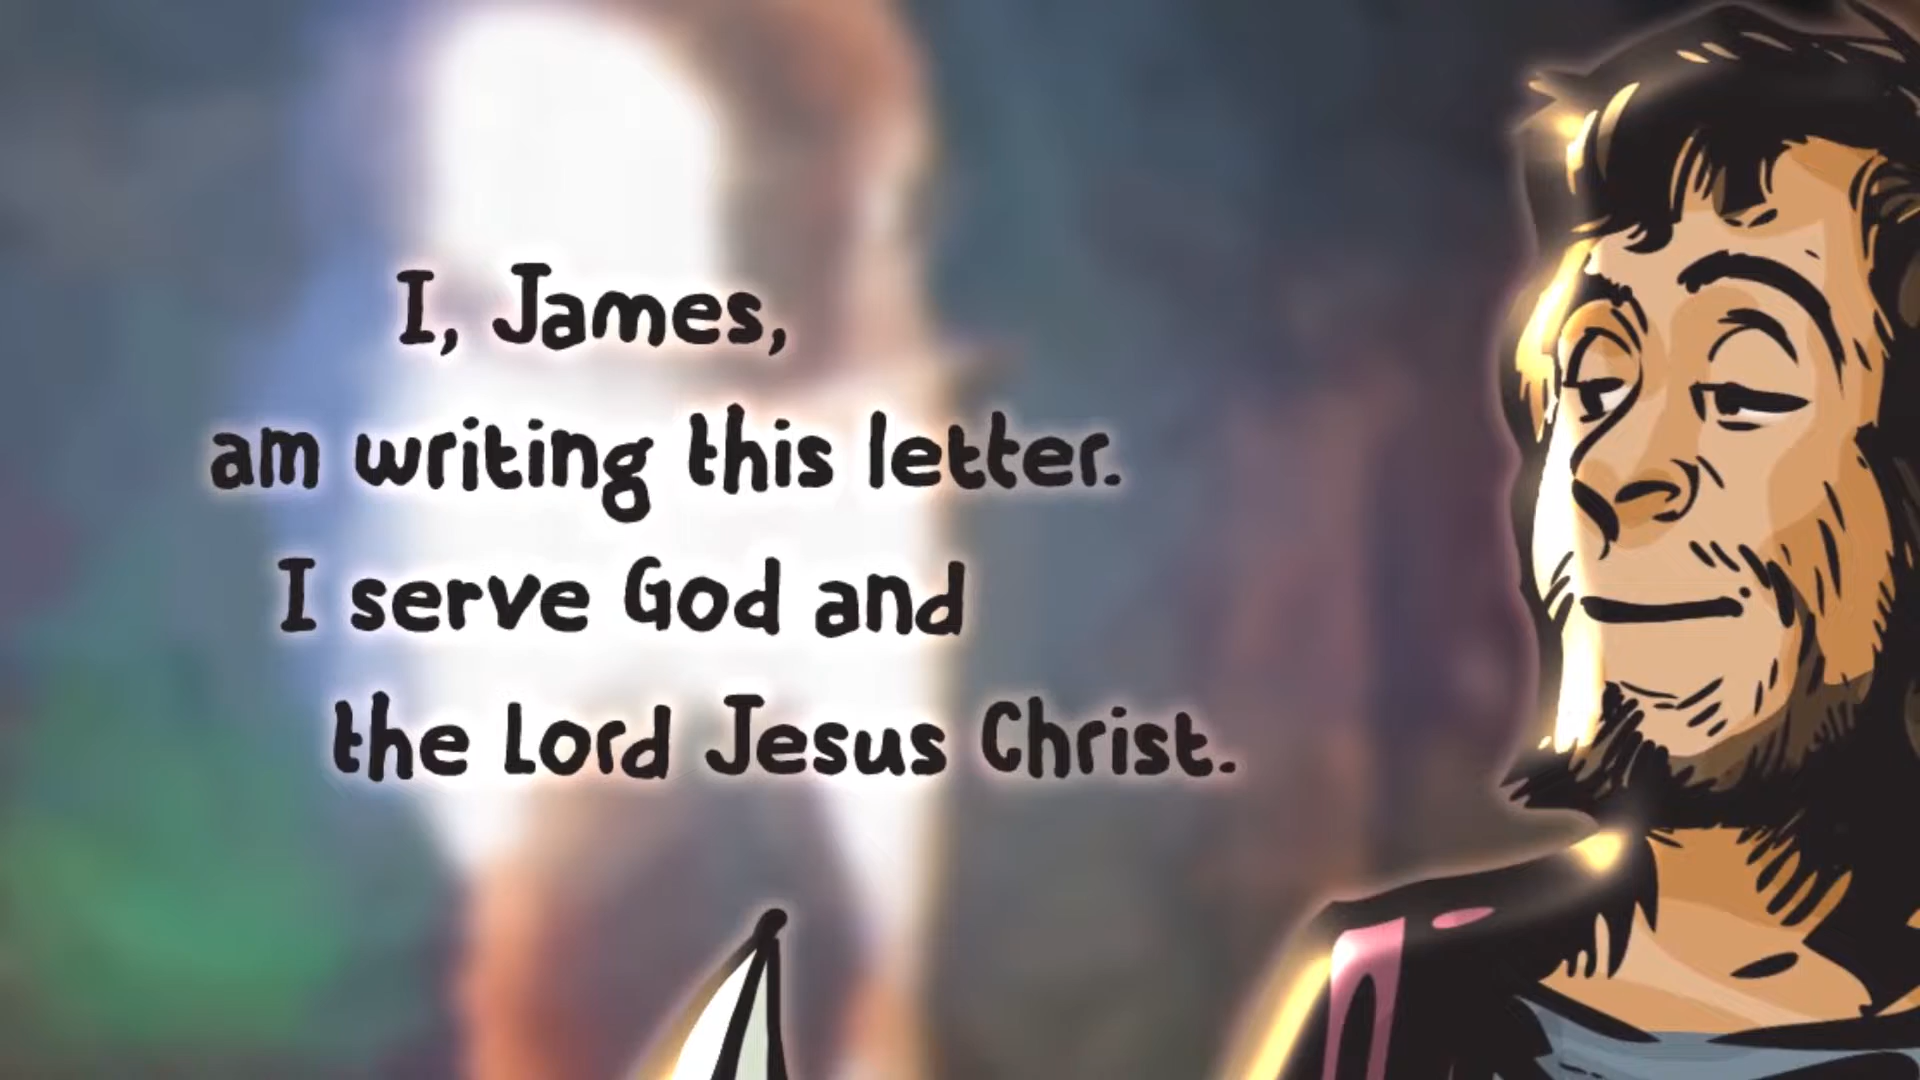 I, James,
am writing this letter.
I serve God and
the Lord Jesus Christ.